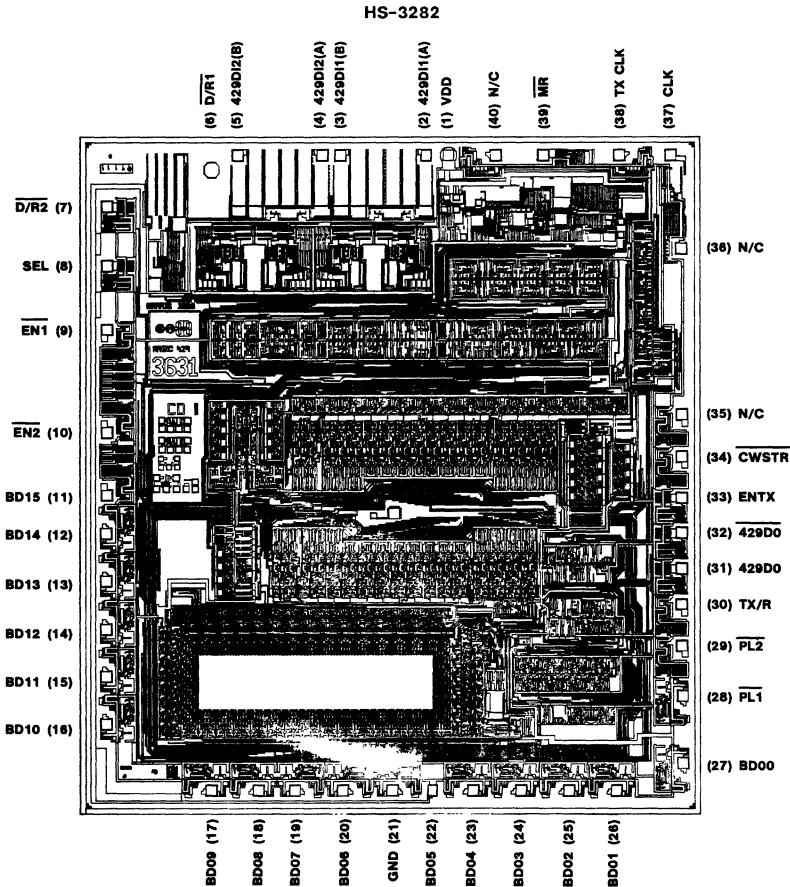 HS-3282
(6) D/R1
(5) 429DI2(B)
(4) 429DI2(A)
(3) 429DI1(B)
(2) 429DI1(A)
(1) VDD
(40) N/C
(39) MR
(38) TX CLK
(37) CLK
D/R2 (7)
SEL (8)
EN1 (9)
EN2 (10)
BD15 (11)
BD14 (12)
BD13 (13)
BD12 (14)
BD11 (15)
BD10 (16)
3631
(36) N/C
(35) N/C
(34) CWSTR
(33) ENTX
(32) 429D0
(31) 429D0
(30) TX/R
(29) PL2
(28) PL1
(27) BD00
BD09 (17)
BD08 (18)
BD07 (19)
BD06 (20)
GND (21)
BD05 (22)
BD04 (23)
BD03 (24)
BD02 (25)
BD01 (26)